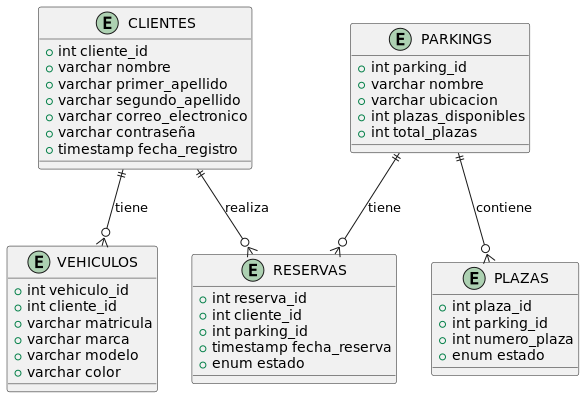 E CLIENTES
int cliente_id
varchar nombre
varchar primer_apellido
varchar segundo_apellido
varchar correo_electronico
varchar contraseña
timestamp fecha_registro
E PARKINGS
int parking_id
varchar nombre
varchar ubicacion
int plazas_disponibles
int total_plazas
tiene
realiza
tiene
contiene
E VEHICULOS
int vehiculo_id
int cliente_id
varchar matricula
varchar marca
varchar modelo
varchar color
E RESERVAS
int reserva_id
int cliente_id
int parking_id
timestamp fecha_reserva
enum estado
E PLAZAS
int plaza_id
int parking_id
int numero_plaza
enum estado